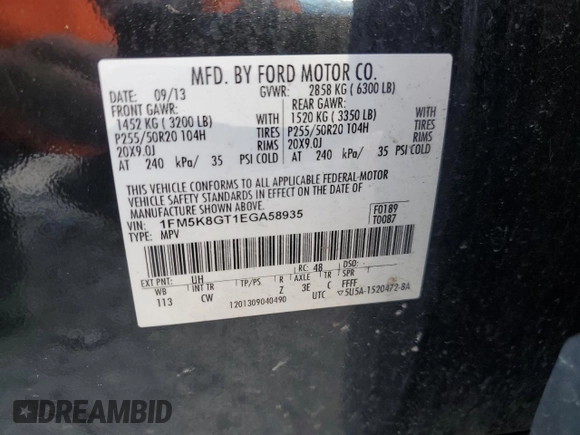 MFD. BY FORD MOTOR CO.
DATE: 09/13 GVWR: 2858 KG ( 6300 LB)
FRONT GAWR: REAR GAWR:
1452 KG ( 3200 LB) WITH 1520 KG ( 3350 LB) WITH
P255/50R20 104H TIRES P255/50R20 104H TIRES
20X9.0J RIMS 20X9.0J RIMS
AT 240 kPa/ 35 PSI COLD AT 240 kPa/ 35 PSI COLD
THIS VEHICLE CONFORMS TO ALL APPLICABLE FEDERAL-MOTOR
VEHICLE SAFETY STANDARDS IN EFFECT ON THE DATE OF
MANUFACTURE SHOWN ABOVE.
VIN: 1FM5K8GT1EGA58935 F0189
TYPE: MPV T0087
EXT PNT: UH RC: 48 DSO:
WB INT TR TP/PS R AXLE TR SPR
113 CW Z 3E C FFFF
1201309040490 UTC ▽5U5A-1520472-BA
DREAMBID